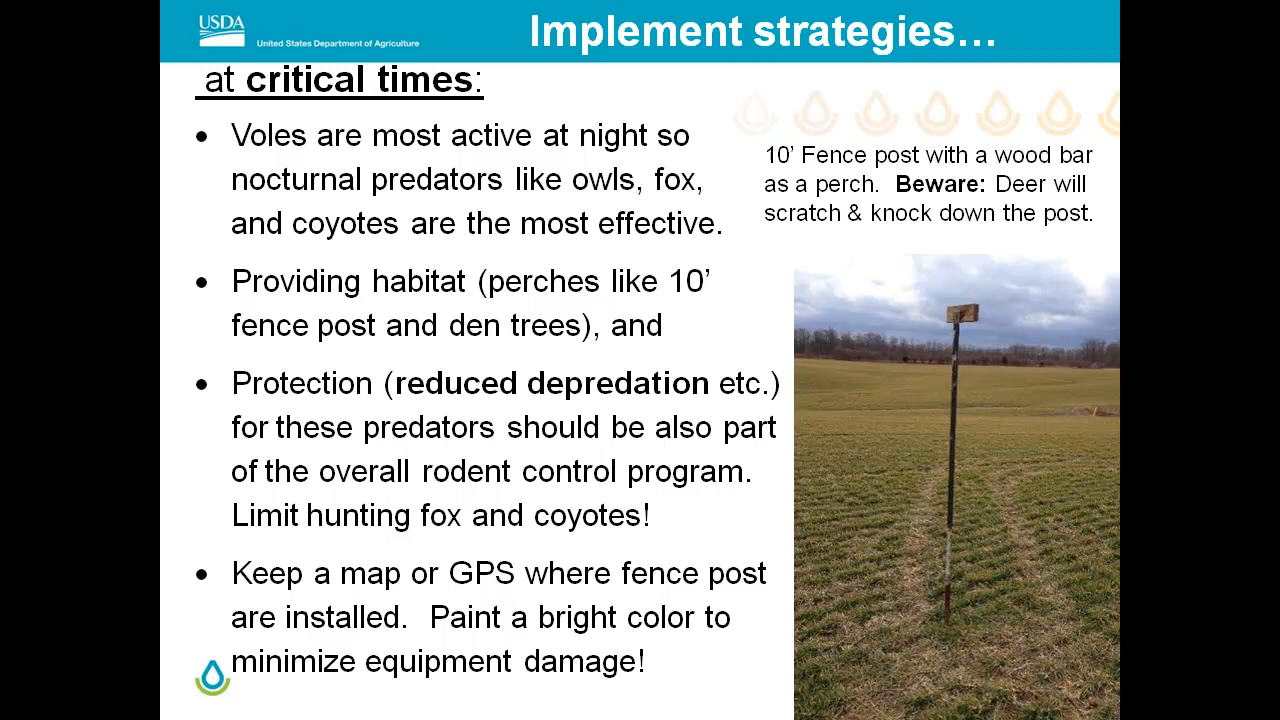 USDA
United States Department of Agriculture
Implement strategies…
at critical times:
• Voles are most active at night so
nocturnal predators like owls, fox,
and coyotes are the most effective.
• Providing habitat (perches like 10’
fence post and den trees), and
• Protection (reduced depredation etc.)
for these predators should be also part
of the overall rodent control program.
Limit hunting fox and coyotes!
• Keep a map or GPS where fence post
are installed.  Paint a bright color to
minimize equipment damage!
10’ Fence post with a wood bar
as a perch.  Beware: Deer will
scratch & knock down the post.